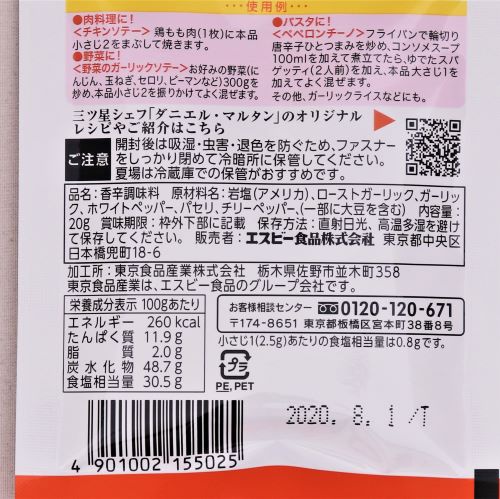 …使用例…
●肉料理に！
<チキンソテー>鶏もも肉(1枚)に本品
小さじ2をまぶして焼きます。
●野菜に！
<野菜のガーリックソテー>お好みの野菜(に
んじん、玉ねぎ、セロリ、ピーマンなど)300gを
炒め、本品小さじ2を振りかけてよく混ぜます。
●パスタに！
<ペペロンチーノ>フライパンで輪切り
唐辛子ひとつまみを炒め、コンソメスープ
100mlを加えて煮立てたら、ゆでたスパ
ゲッティ(2人前)を加え、本品大さじ1を
加えてよく混ぜます。
その他、ガーリックライスなどにも。
三ツ星シェフ「ダニエル・マルタン」のオリジナル
レシピやご紹介はこちら
ご注意
開封後は吸湿・虫害・退色を防ぐため、ファスナー
をしっかり閉めて冷暗所に保管してください。
夏場は冷蔵庫での保管がおすすめです。
品名:香辛調味料 原材料名:岩塩(アメリカ)、ローストガーリック、ガーリッ
ク、ホワイトペッパー、パセリ、チリーペッパー、(一部に大豆を含む) 内容量:
20g 賞味期限:枠外下部に記載 保存方法:直射日光、高温多湿を避け
て保存してください。 販売者:エスビー食品株式会社 東京都中央区
日本橋兜町18-6
加工所:東京食品産業株式会社 栃木県佐野市並木町358
東京食品産業は、エスビー食品のグループ会社です。
栄養成分表示 100gあたり
エネルギー 260kcal
たんぱく質 11.9g
脂質 2.0g
炭水化物 48.7g
食塩相当量 30.5g
お客様相談センター 0120-120-671
〒174-8651 東京都板橋区宮本町38番8号
小さじ1(2.5g)あたりの食塩相当量は0.8gです。
プラ
PE,PET
2020.8.1/T
4 901002 155025